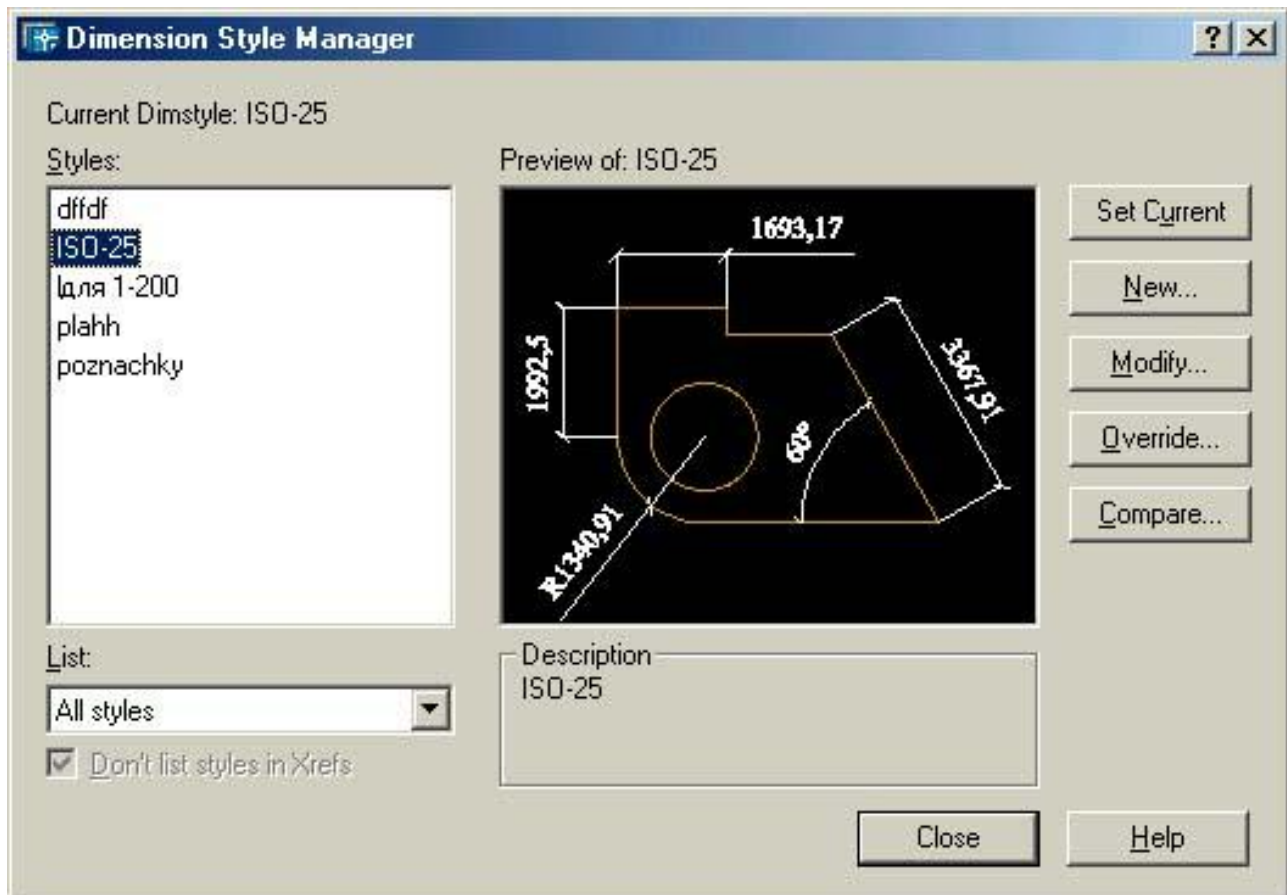 Dimension Style Manager
Current Dimstyle: ISO-25
Styles:
Preview of: ISO-25
dffdf
ISO-25
lдля 1-200
plahh
poznachky
1693,17
1992,5
3367,91
60°
R1340,91
Set Current
New...
Modify...
Override...
Compare...
List:
All styles
Don't list styles in Xrefs
Description
ISO-25
Close
Help